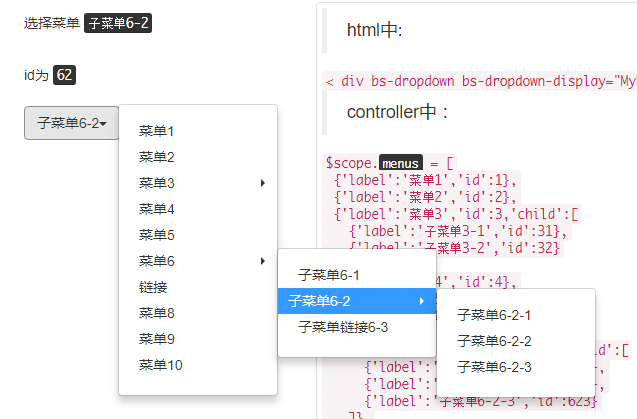 选择菜单 子菜单6-2
id为 62
子菜单6-2
菜单1
菜单2
菜单3
菜单4
菜单5
菜单6
链接
菜单8
菜单9
菜单10
子菜单6-1
子菜单6-2
子菜单链接6-3
子菜单6-2-1
子菜单6-2-2
子菜单6-2-3
html中:
< div bs-dropdown bs-dropdown-display="My
controller中 :
$scope.menus = [
{'label':'菜单1','id':1},
{'label':'菜单2','id':2},
{'label':'菜单3','id':3,'child':[
{'label':'子菜单3-1','id':31},
{'label':'子菜单3-2','id':32}
4','id':4},
ld':[
{'label':'子菜单6-2-3','id':623}
]}